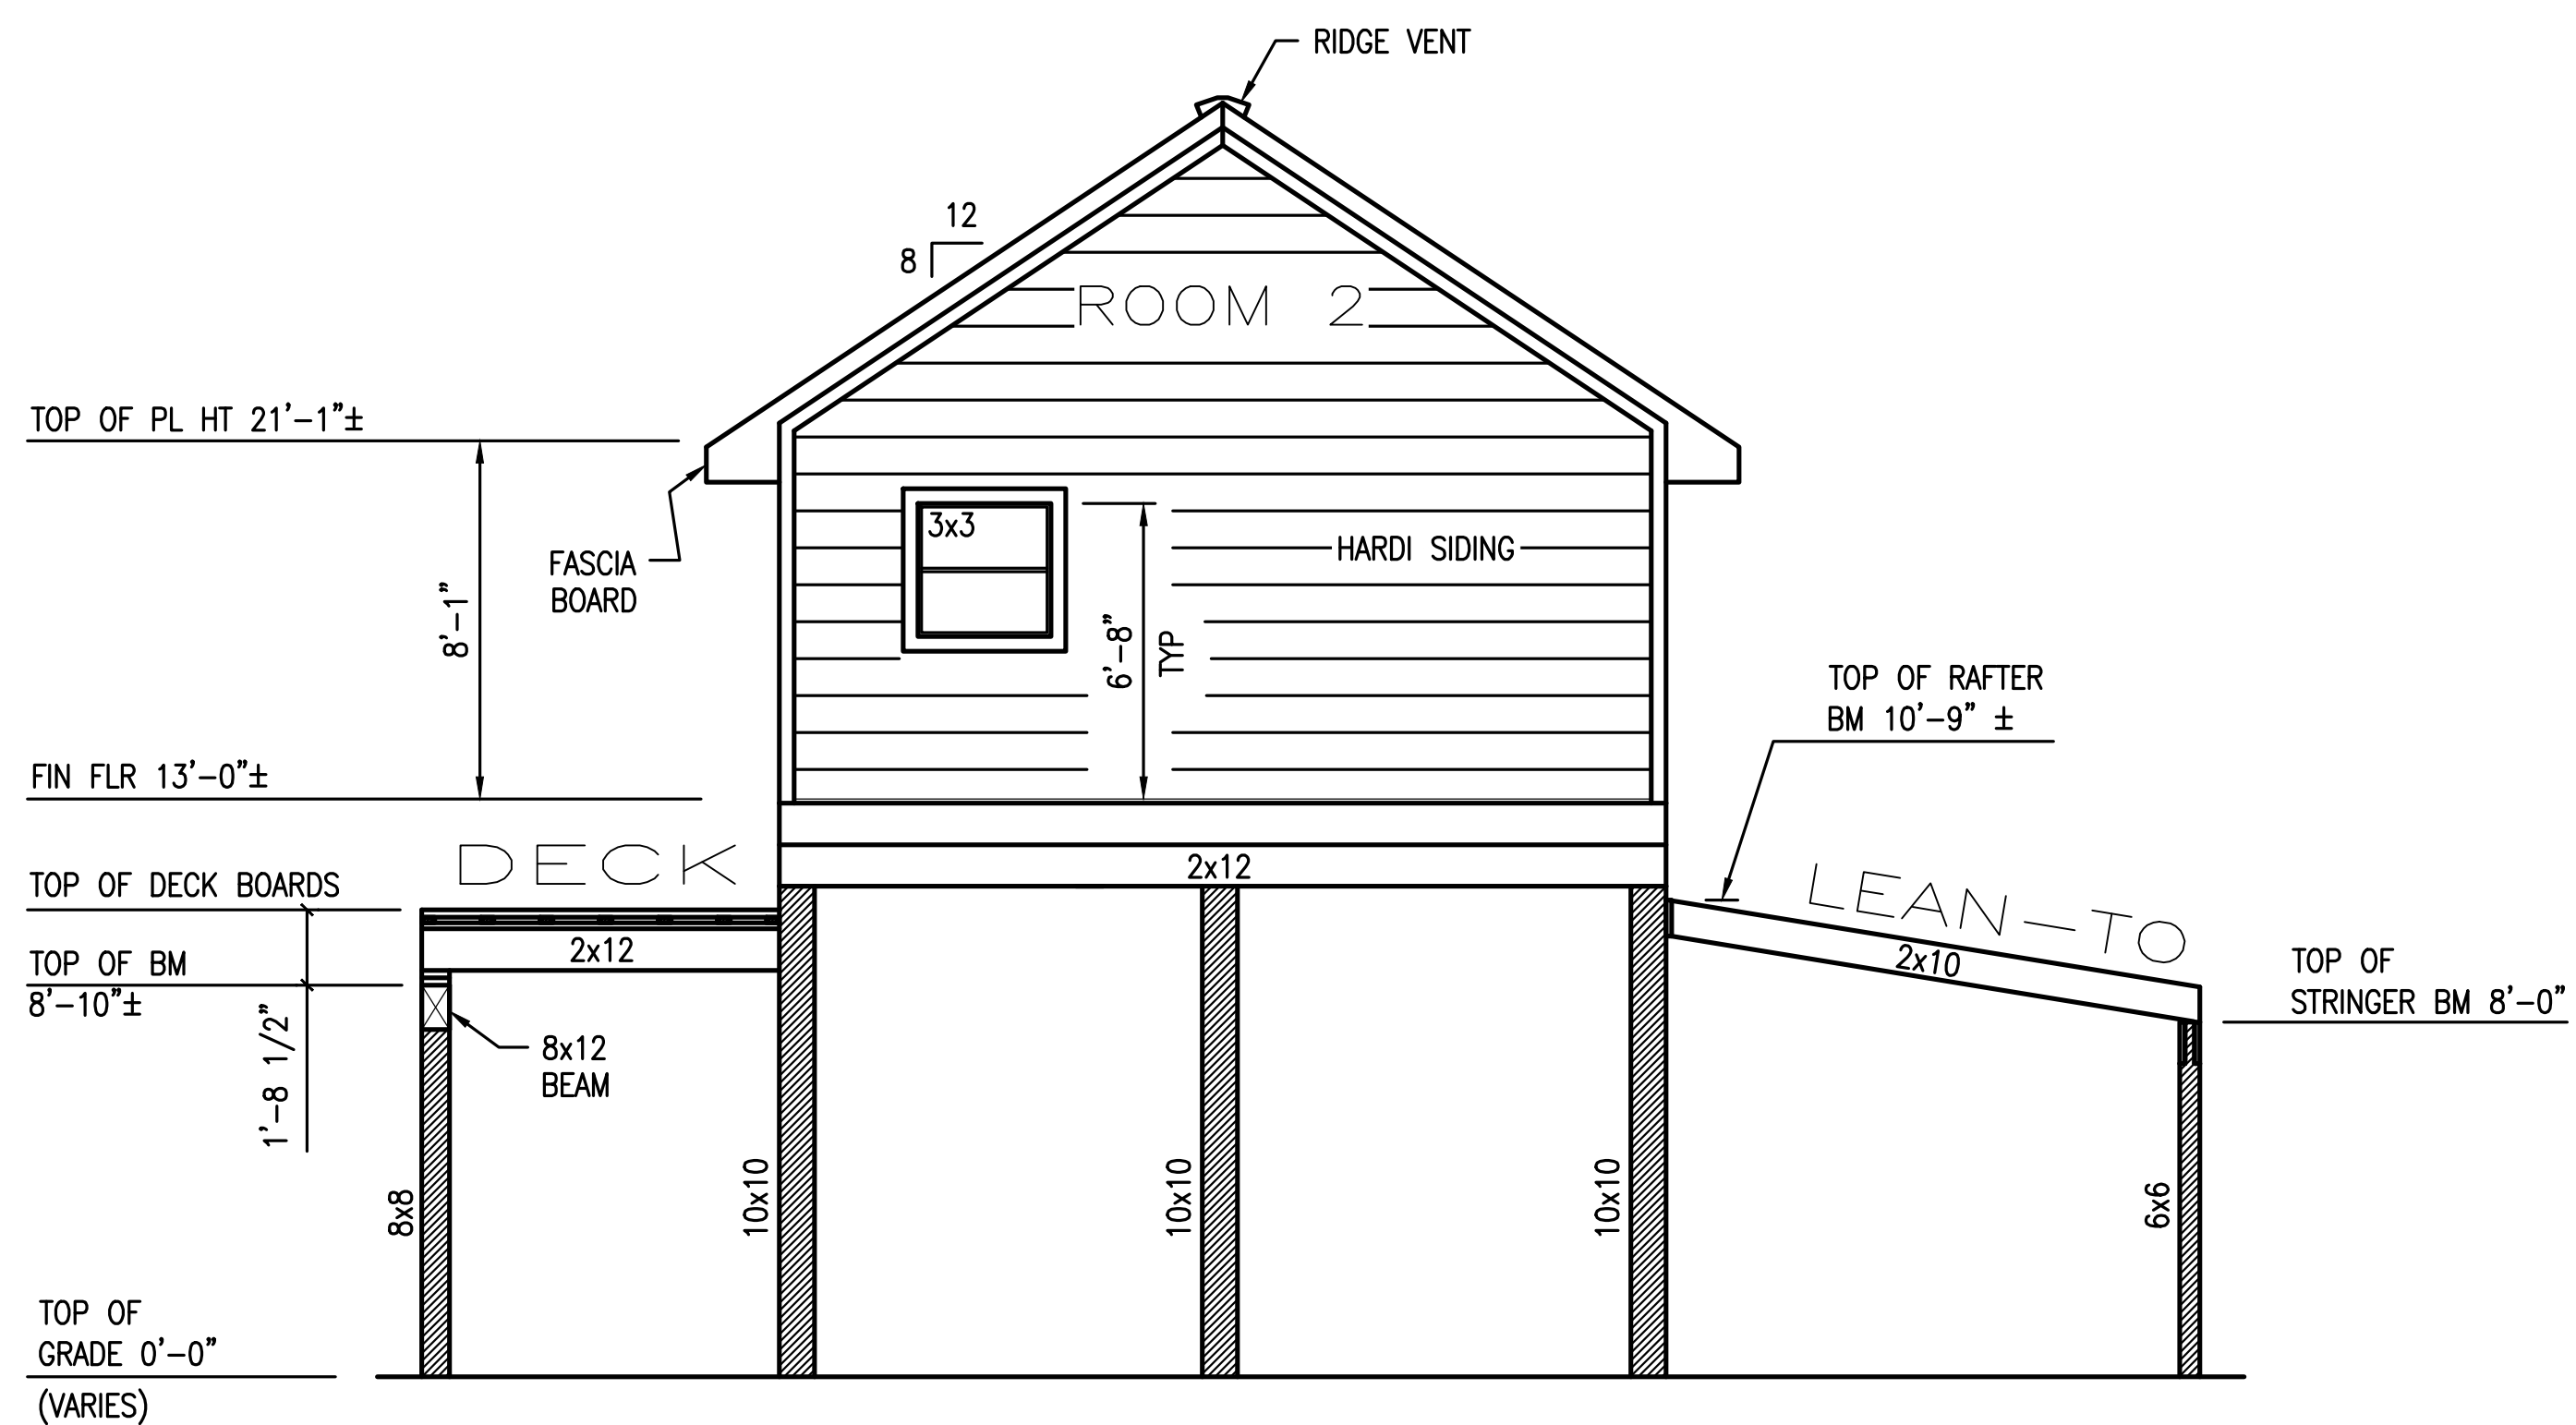 RIDGE VENT
12
8
ROOM 2
TOP OF PL HT 21'-1"±
3x3
HARDI SIDING
FASCIA
BOARD
8'-1"
6'-8"
TYP
TOP OF RAFTER
BM 10'-9" ±
FIN FLR 13'-0"±
DECK
2x12
TOP OF DECK BOARDS
LEAN-TO
2x12
2x10
TOP OF BM
8'-10"±
TOP OF
STRINGER BM 8'-0"
1'-8 1/2"
8x12
BEAM
8x8
10x10
10x10
10x10
6x6
TOP OF
GRADE 0'-0"
(VARIES)